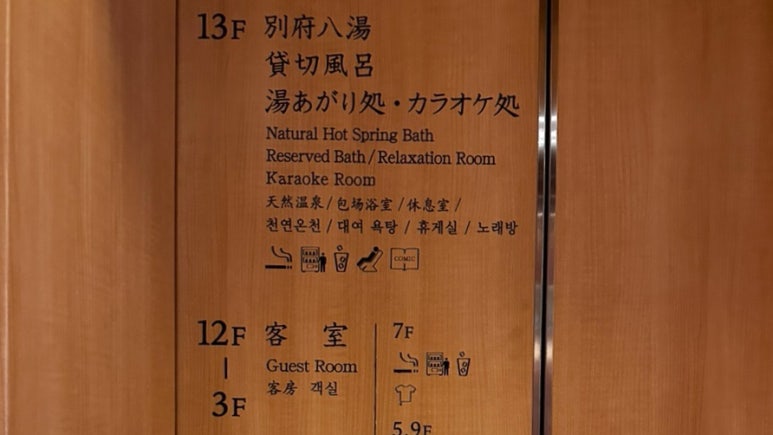 13F 別府八湯
貸切風呂
湯あがり処・カラオケ処
Natural Hot Spring Bath
Reserved Bath/Relaxation Room
Karaoke Room
天然温泉/包场浴室/休息室/
천연온천 / 대여 욕탕 / 휴게실 / 노래방
COMIC
12F 客室
Guest Room
客房 객실
3F
7F
5,9F